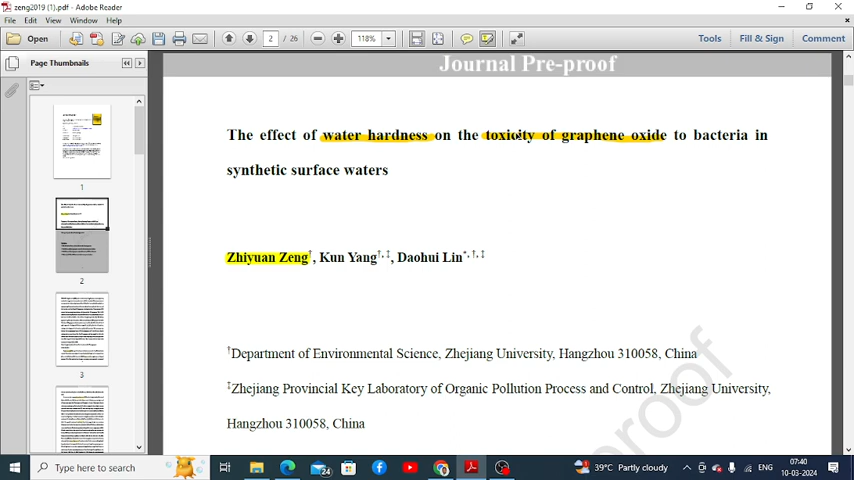 zeng2019 (1).pdf - Adobe Reader
File Edit View Window Help
Open 2 / 26 118% Tools Fill & Sign Comment
Page Thumbnails
1
2
3
Journal Pre-proof
The effect of water hardness on the toxicity of graphene oxide to bacteria in
synthetic surface waters
Zhiyuan Zeng†, Kun Yang†,‡, Daohui Lin*,†,‡
†Department of Environmental Science, Zhejiang University, Hangzhou 310058, China
‡Zhejiang Provincial Key Laboratory of Organic Pollution Process and Control, Zhejiang University,
Hangzhou 310058, China
proof
Type here to search
24
39°C Partly cloudy
ENG
07:40
10-03-2024